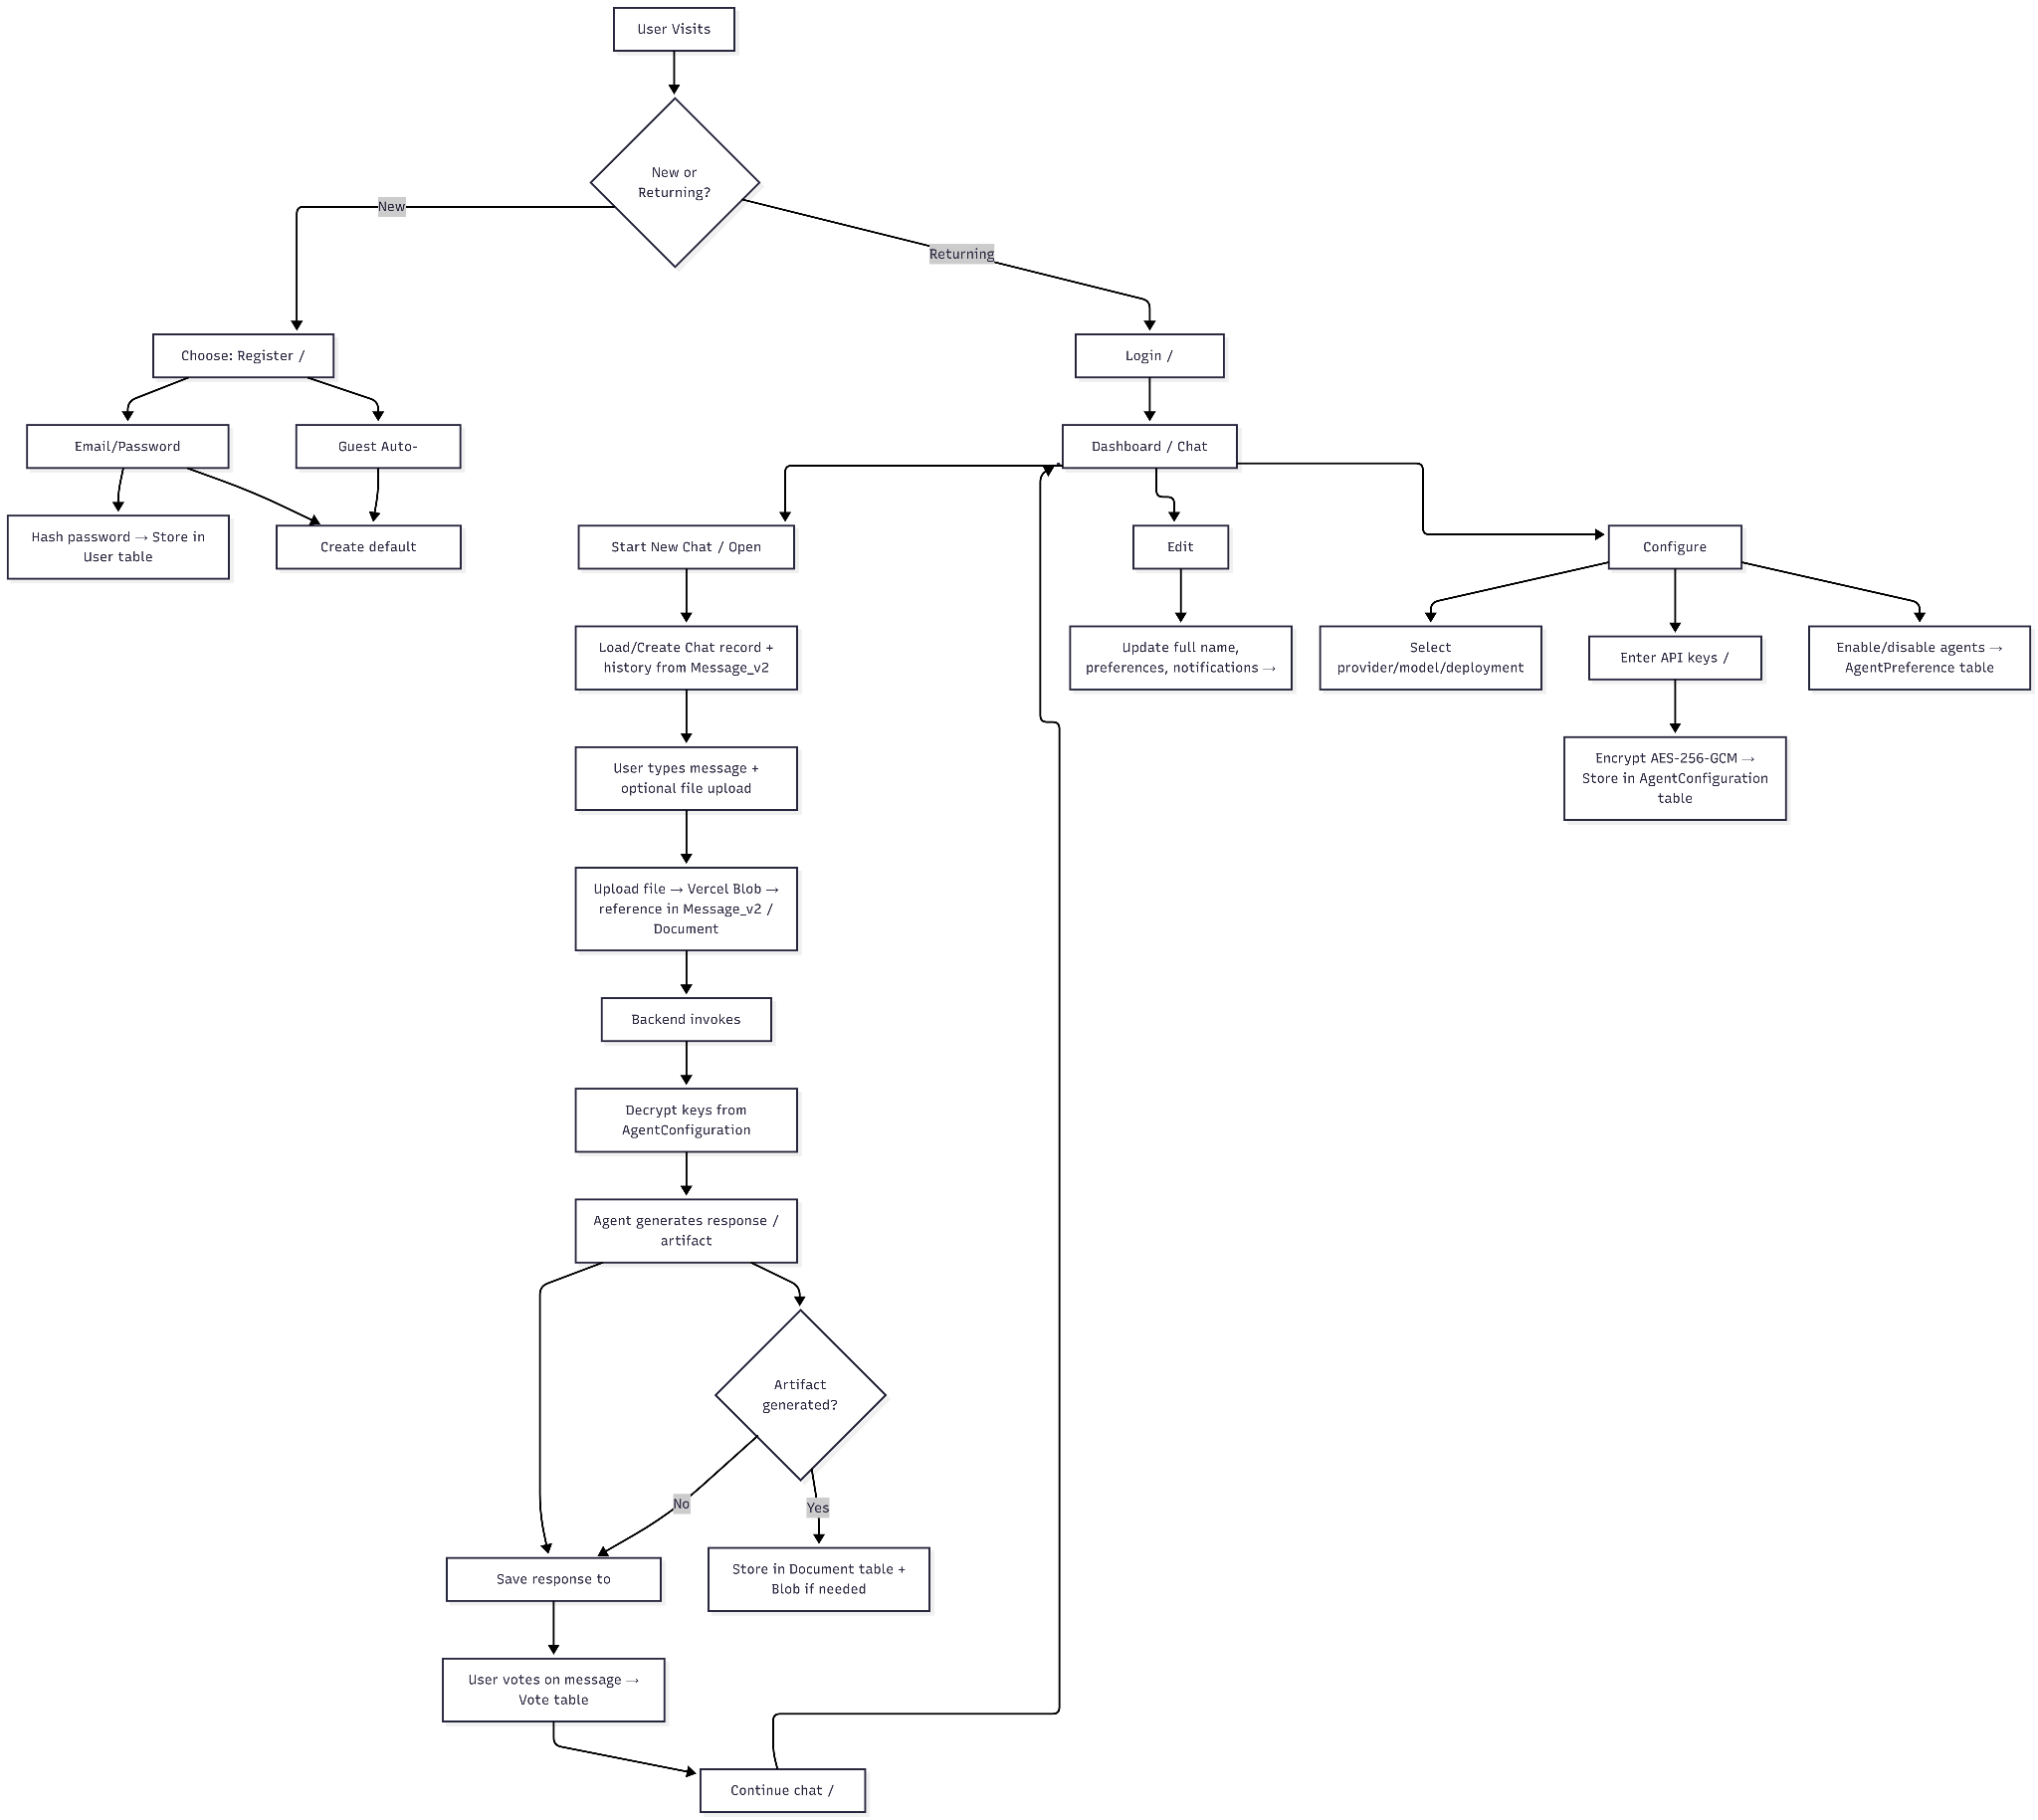 User Visits
New or
Returning?
New
Returning
Choose: Register /
Login /
Email/Password
Guest Auto-
Dashboard / Chat
Hash password → Store in
User table
Create default
Start New Chat / Open
Edit
Configure
Load/Create Chat record +
history from Message_v2
Update full name,
preferences, notifications →
Select
provider/model/deployment
Enter API keys /
Enable/disable agents →
AgentPreference table
User types message +
optional file upload
Encrypt AES-256-GCM →
Store in AgentConfiguration
table
Upload file → Vercel Blob →
reference in Message_v2 /
Document
Backend invokes
Decrypt keys from
AgentConfiguration
Agent generates response /
artifact
Artifact
generated?
No
Yes
Save response to
Store in Document table +
Blob if needed
User votes on message →
Vote table
Continue chat /